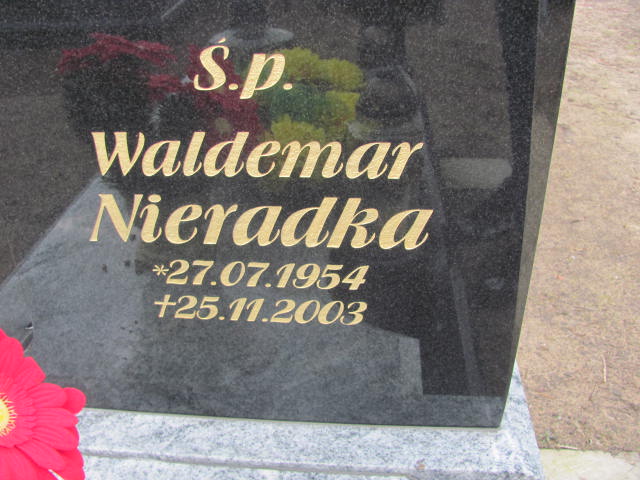 Ś.p.
Waldemar
Nieradka
*27.07.1954
†25.11.2003